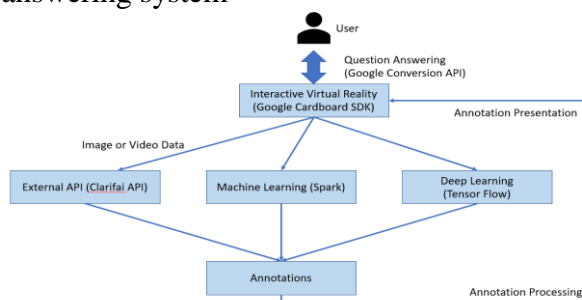 answering system
User
Question Answering
(Google Conversion API)
Interactive Virtual Reality
(Google Cardboard SDK)
Annotation Presentation
Image or Video Data
External API (Clarifai API)
Machine Learning (Spark)
Deep Learning
(Tensor Flow)
Annotations
Annotation Processing